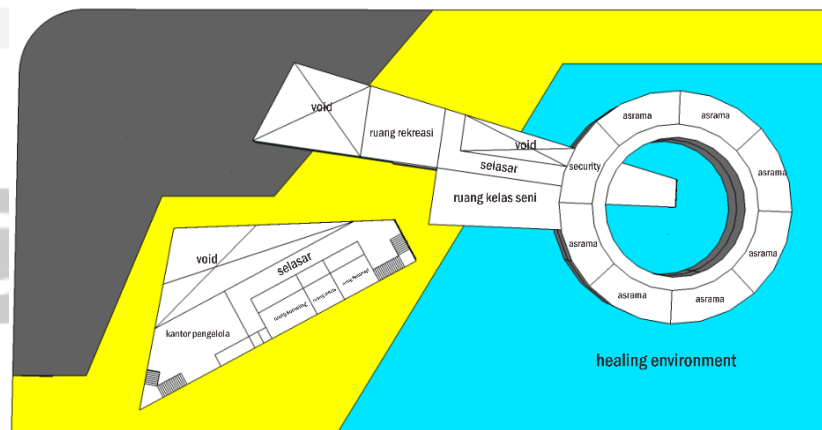 asrama
asrama
void
ruang rekreasi
void
selasar
security
asrama
ruang kelas seni
asrama
asrama
asrama
asrama
void
selasar
kantor pengelola
healing environment